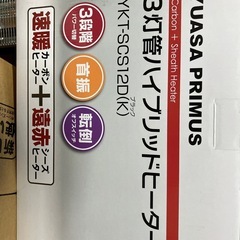 YUASA PRIMUS
Carbon + Sheath Heater
3灯管ハイブリッドヒーター
YKT-SCS12D(K)
ブラック
3段階
パワー切替
首振
転倒
オフスイッチ
速暖 カーボンヒーター + 遠赤 シーズヒーター